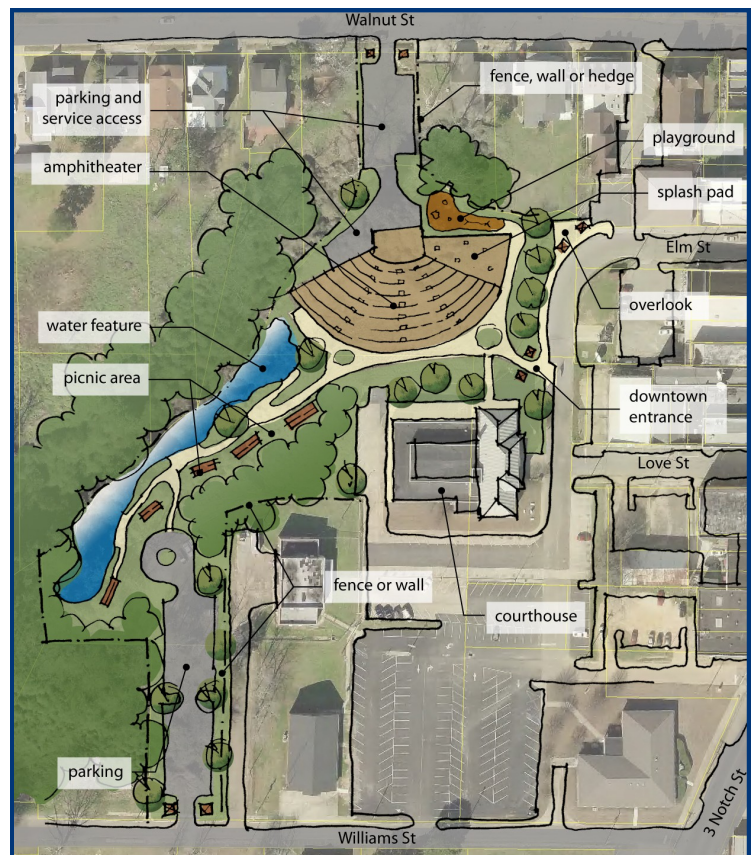 Walnut St
parking and
service access
fence, wall or hedge
playground
amphitheater
splash pad
Elm St
overlook
water feature
picnic area
downtown
entrance
Love St
fence or wall
courthouse
parking
3 Notch St
Williams St